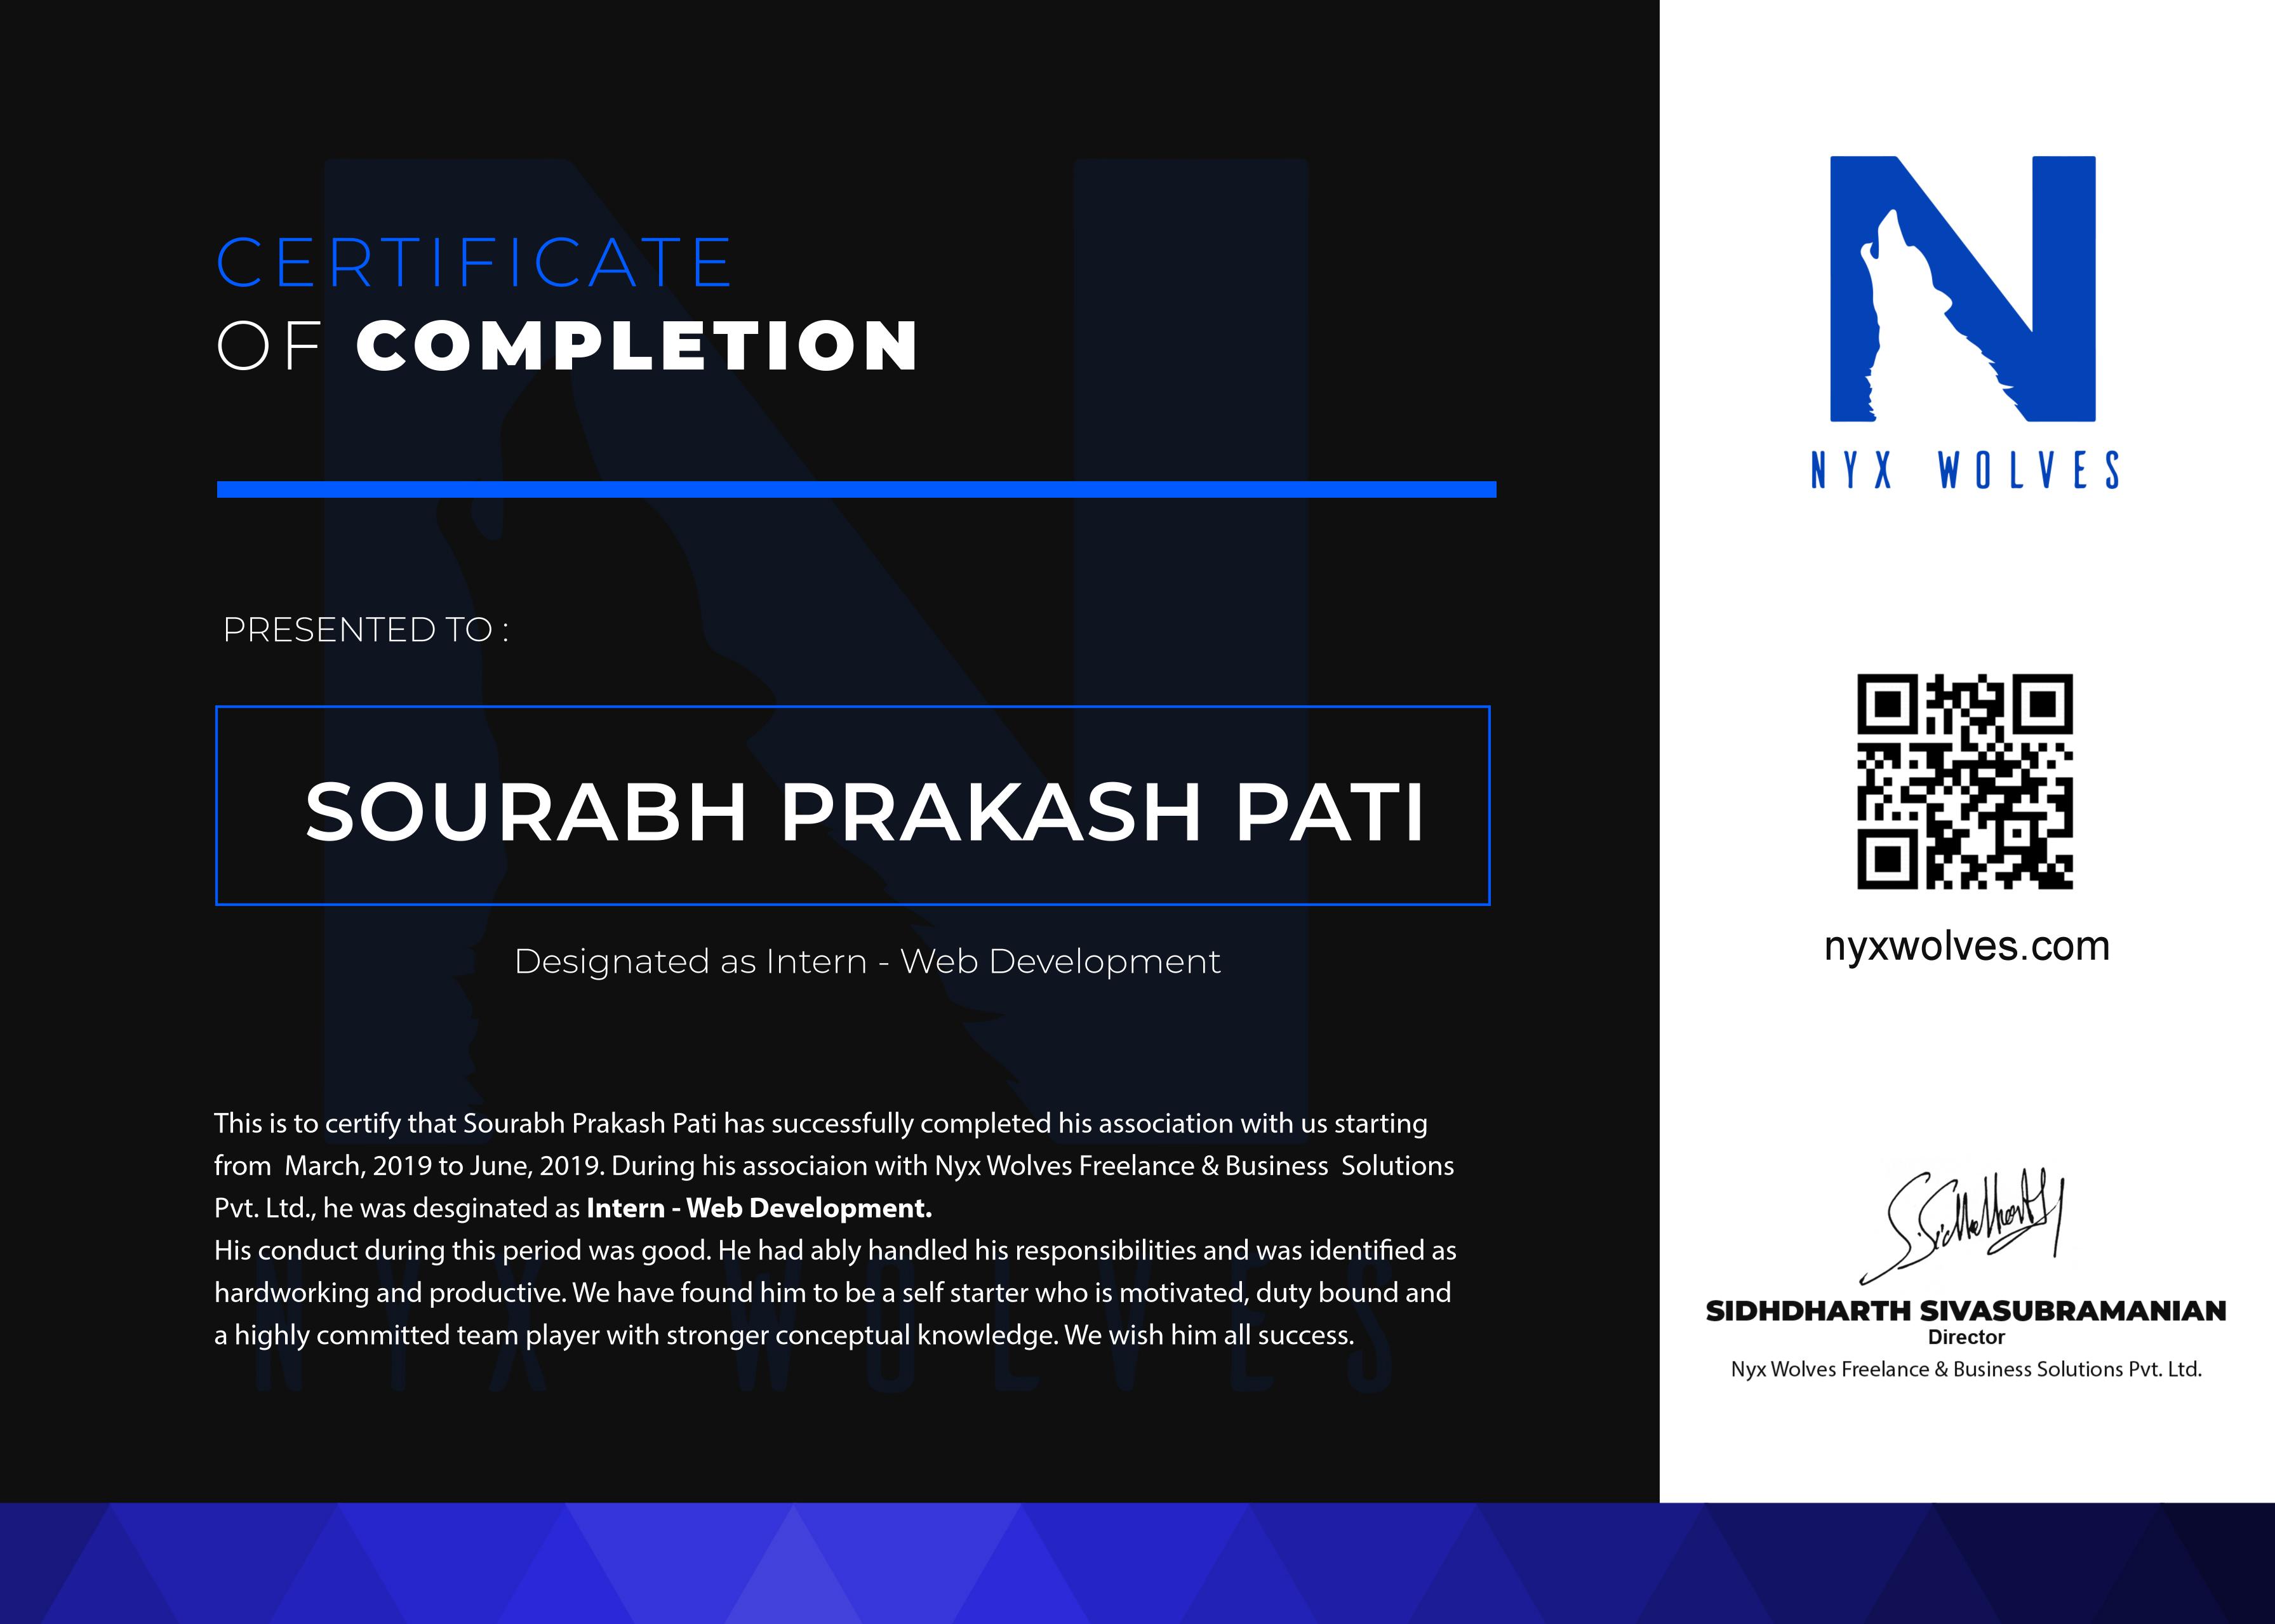 CERTIFICATE
OF COMPLETION
PRESENTED TO :
SOURABH PRAKASH PATI
Designated as Intern - Web Development
This is to certify that Sourabh Prakash Pati has successfully completed his association with us starting
from March, 2019 to June, 2019. During his associaion with Nyx Wolves Freelance & Business Solutions
Pvt. Ltd., he was desginated as Intern - Web Development.
His conduct during this period was good. He had ably handled his responsibilities and was identified as
hardworking and productive. We have found him to be a self starter who is motivated, duty bound and
a highly committed team player with stronger conceptual knowledge. We wish him all success.
NYX WOLVES
NYX WOLVES
nyxwolves.com
S. Sidhdharth
SIDHDHARTH SIVASUBRAMANIAN
Director
Nyx Wolves Freelance & Business Solutions Pvt. Ltd.